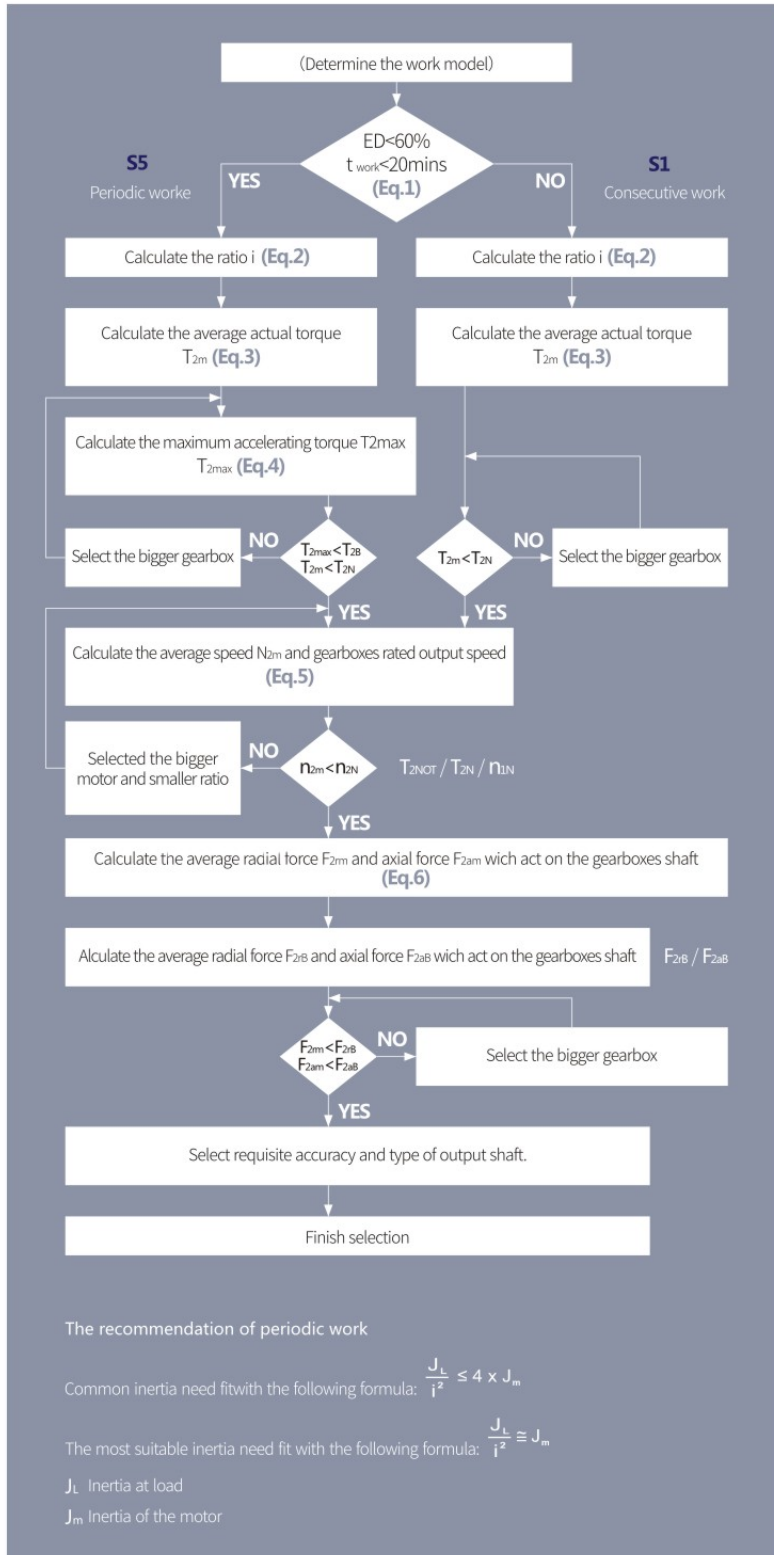 (Determine the work model)
ED<60%
t work<20mins
(Eq.1)
S5
Periodic worke
YES
NO
S1
Consecutive work
Calculate the ratio i (Eq.2)
Calculate the ratio i (Eq.2)
Calculate the average actual torque
T2m (Eq.3)
Calculate the average actual torque
T2m (Eq.3)
Calculate the maximum accelerating torque T2max
T2max (Eq.4)
Select the bigger gearbox
NO
T2max<T2B
T2m<T2N
T2m<T2N
NO
Select the bigger gearbox
YES
YES
Calculate the average speed N2m and gearboxes rated output speed
(Eq.5)
Selected the bigger
motor and smaller ratio
NO
n2m<n2N
T2NOT / T2N / n1N
YES
Calculate the average radial force F2rm and axial force F2am wich act on the gearboxes shaft
(Eq.6)
Alculate the average radial force F2rB and axial force F2aB wich act on the gearboxes shaft
F2rB / F2aB
F2rm<F2rB
F2am<F2aB
NO
Select the bigger gearbox
YES
Select requisite accuracy and type of output shaft.
Finish selection
The recommendation of periodic work
Common inertia need fitwith the following formula: JL/i² ≤ 4 x Jm
The most suitable inertia need fit with the following formula: JL/i² ≅ Jm
JL Inertia at load
Jm Inertia of the motor